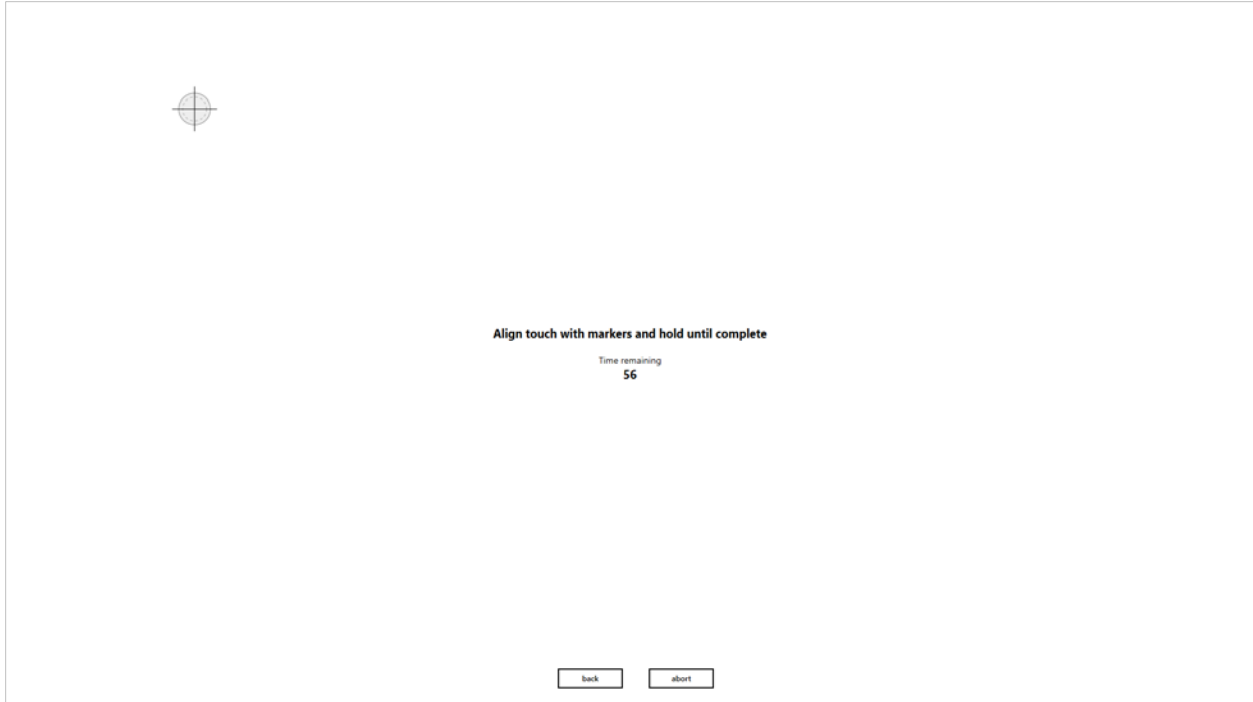 Align touch with markers and hold until complete
Time remaining
56
back
abort